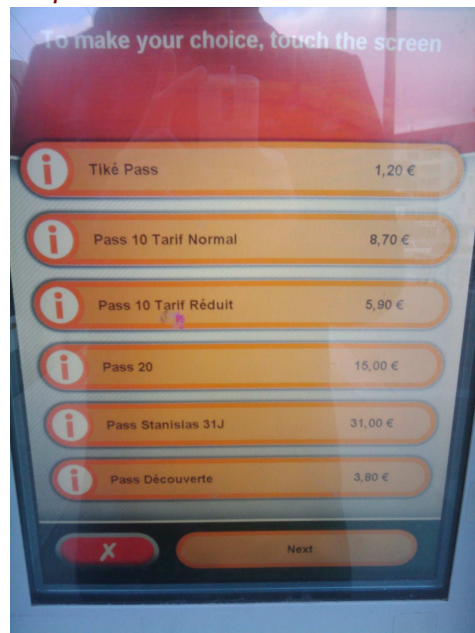 To make your choice, touch the screen
Tiké Pass 1,20 €
Pass 10 Tarif Normal 8,70 €
Pass 10 Tarif Réduit 5,90 €
Pass 20 15,00 €
Pass Stanislas 31J 31,00 €
Pass Découverte 3,80 €
X Next